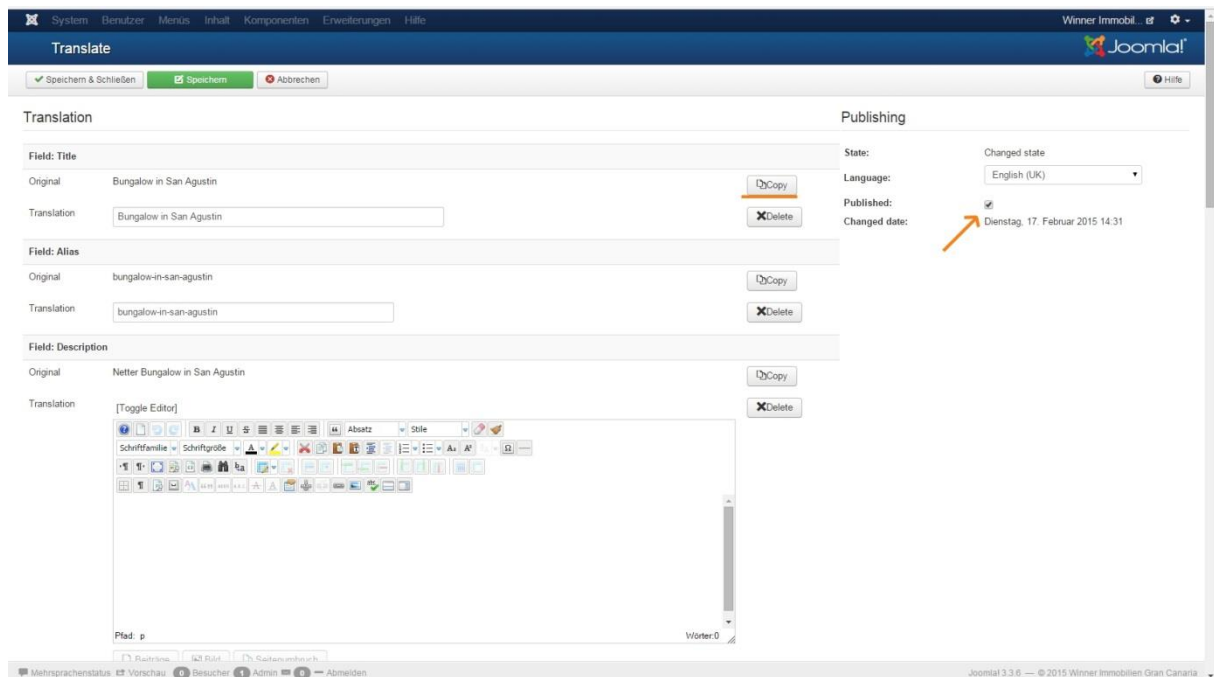 System Benutzer Menüs Inhalt Komponenten Erweiterungen Hilfe Winner Immobil...
Translate Joomla!
Speichern & Schließen Speichern Abbrechen Hilfe
Translation Publishing
Field: Title
State: Changed state
Original Bungalow in San Agustin Copy
Language: English (UK)
Published:
Translation Bungalow in San Agustin Delete
Changed date: Dienstag, 17. Februar 2015 14:31
Field: Alias
Original bungalow-in-san-agustin Copy
Translation bungalow-in-san-agustin Delete
Field: Description
Original Netter Bungalow in San Agustin Copy
Translation [Toggle Editor] Delete
B I U S Absatz Stile
Schriftfamilie Schriftgröße A Ω
Pfad: p Wörter:0
Beiträge Bild Seitenumbruch
Mehrsprachenstatus Vorschau 0 Besucher 1 Admin 0 Abmelden Joomla! 3.3.6 — © 2015 Winner Immobilien Gran Canaria